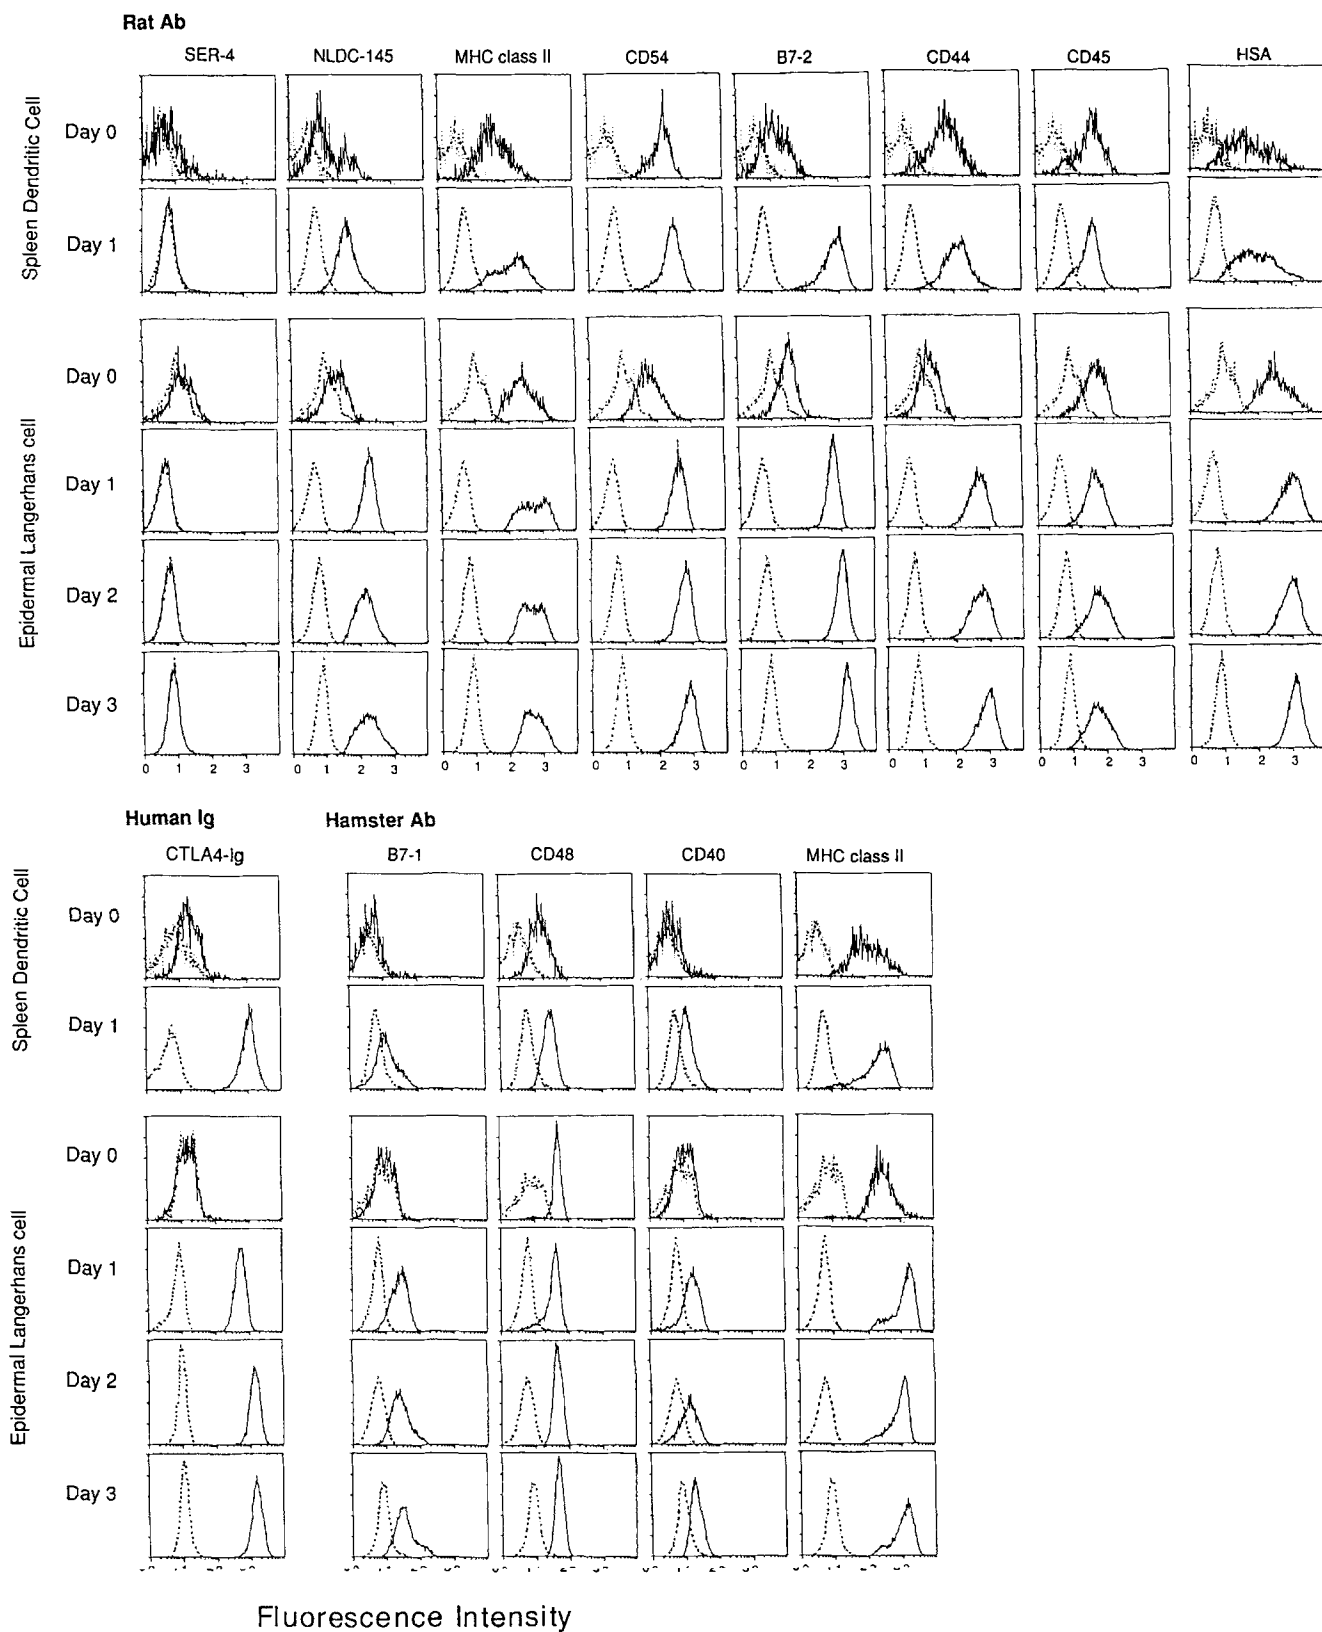 Rat Ab
SER-4 NLDC-145 MHC class II CD54 B7-2 CD44 CD45 HSA
Spleen Dendritic Cell
Day 0
Day 1
Epidermal Langerhans cell
Day 0
Day 1
Day 2
Day 3
0 1 2 3 0 1 2 3 0 1 2 3 0 1 2 3 0 1 2 3 0 1 2 3 0 1 2 3 0 1 2 3
Human Ig Hamster Ab
CTLA4-Ig B7-1 CD48 CD40 MHC class II
Spleen Dendritic Cell
Day 0
Day 1
Epidermal Langerhans cell
Day 0
Day 1
Day 2
Day 3
Fluorescence Intensity